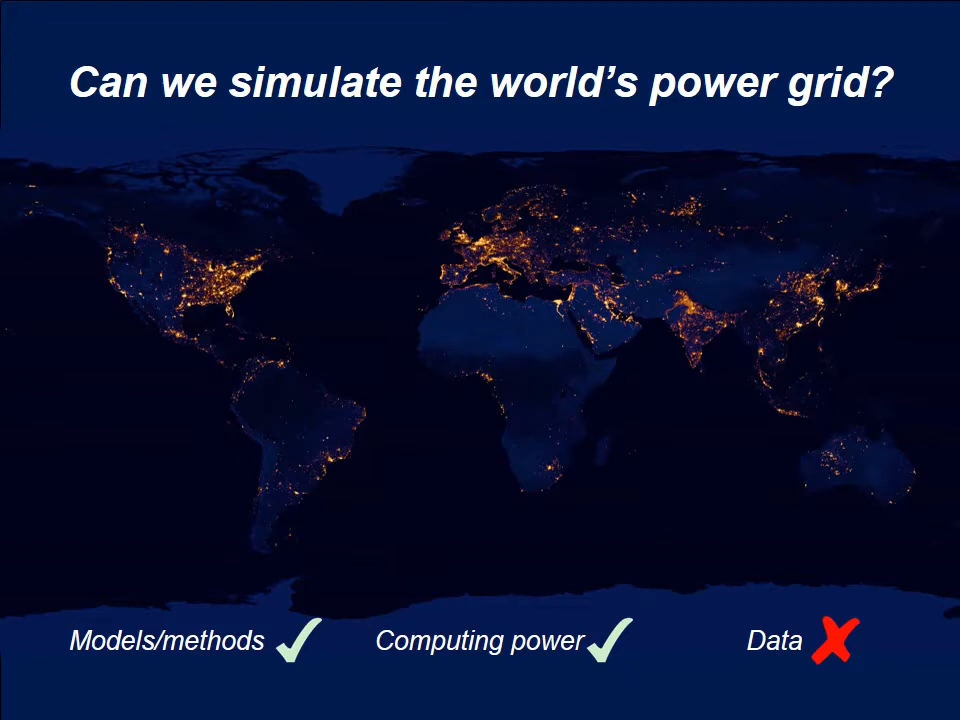 Can we simulate the world’s power grid?
Models/methods
Computing power
Data